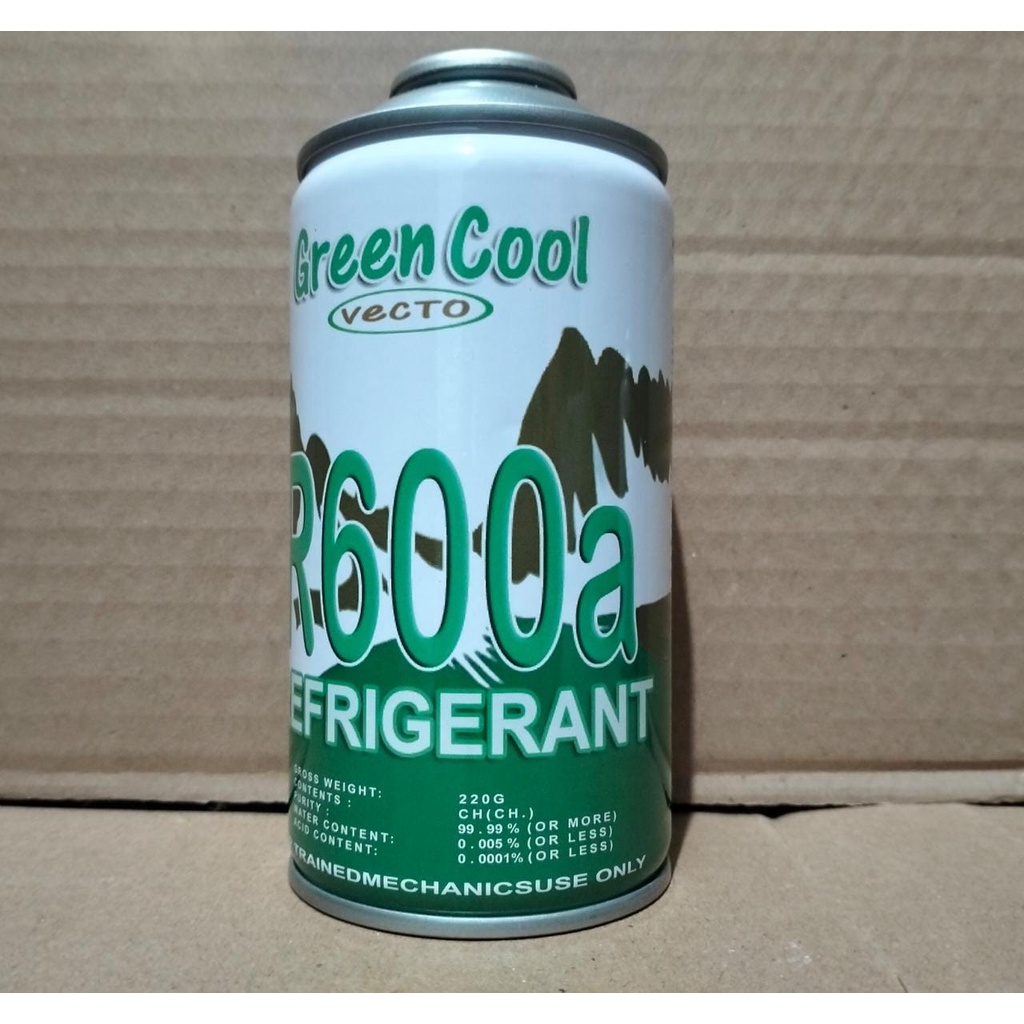 Green Cool
VECTO
R600a
EFRIGERANT
GROSS WEIGHT: 220G
CONTENTS : CH(CH.)
PURITY : 99.99% (OR MORE)
WATER CONTENT: 0.005% (OR LESS)
ACID CONTENT: 0.0001% (OR LESS)
TRAINEDMECHANICSUSE ONLY